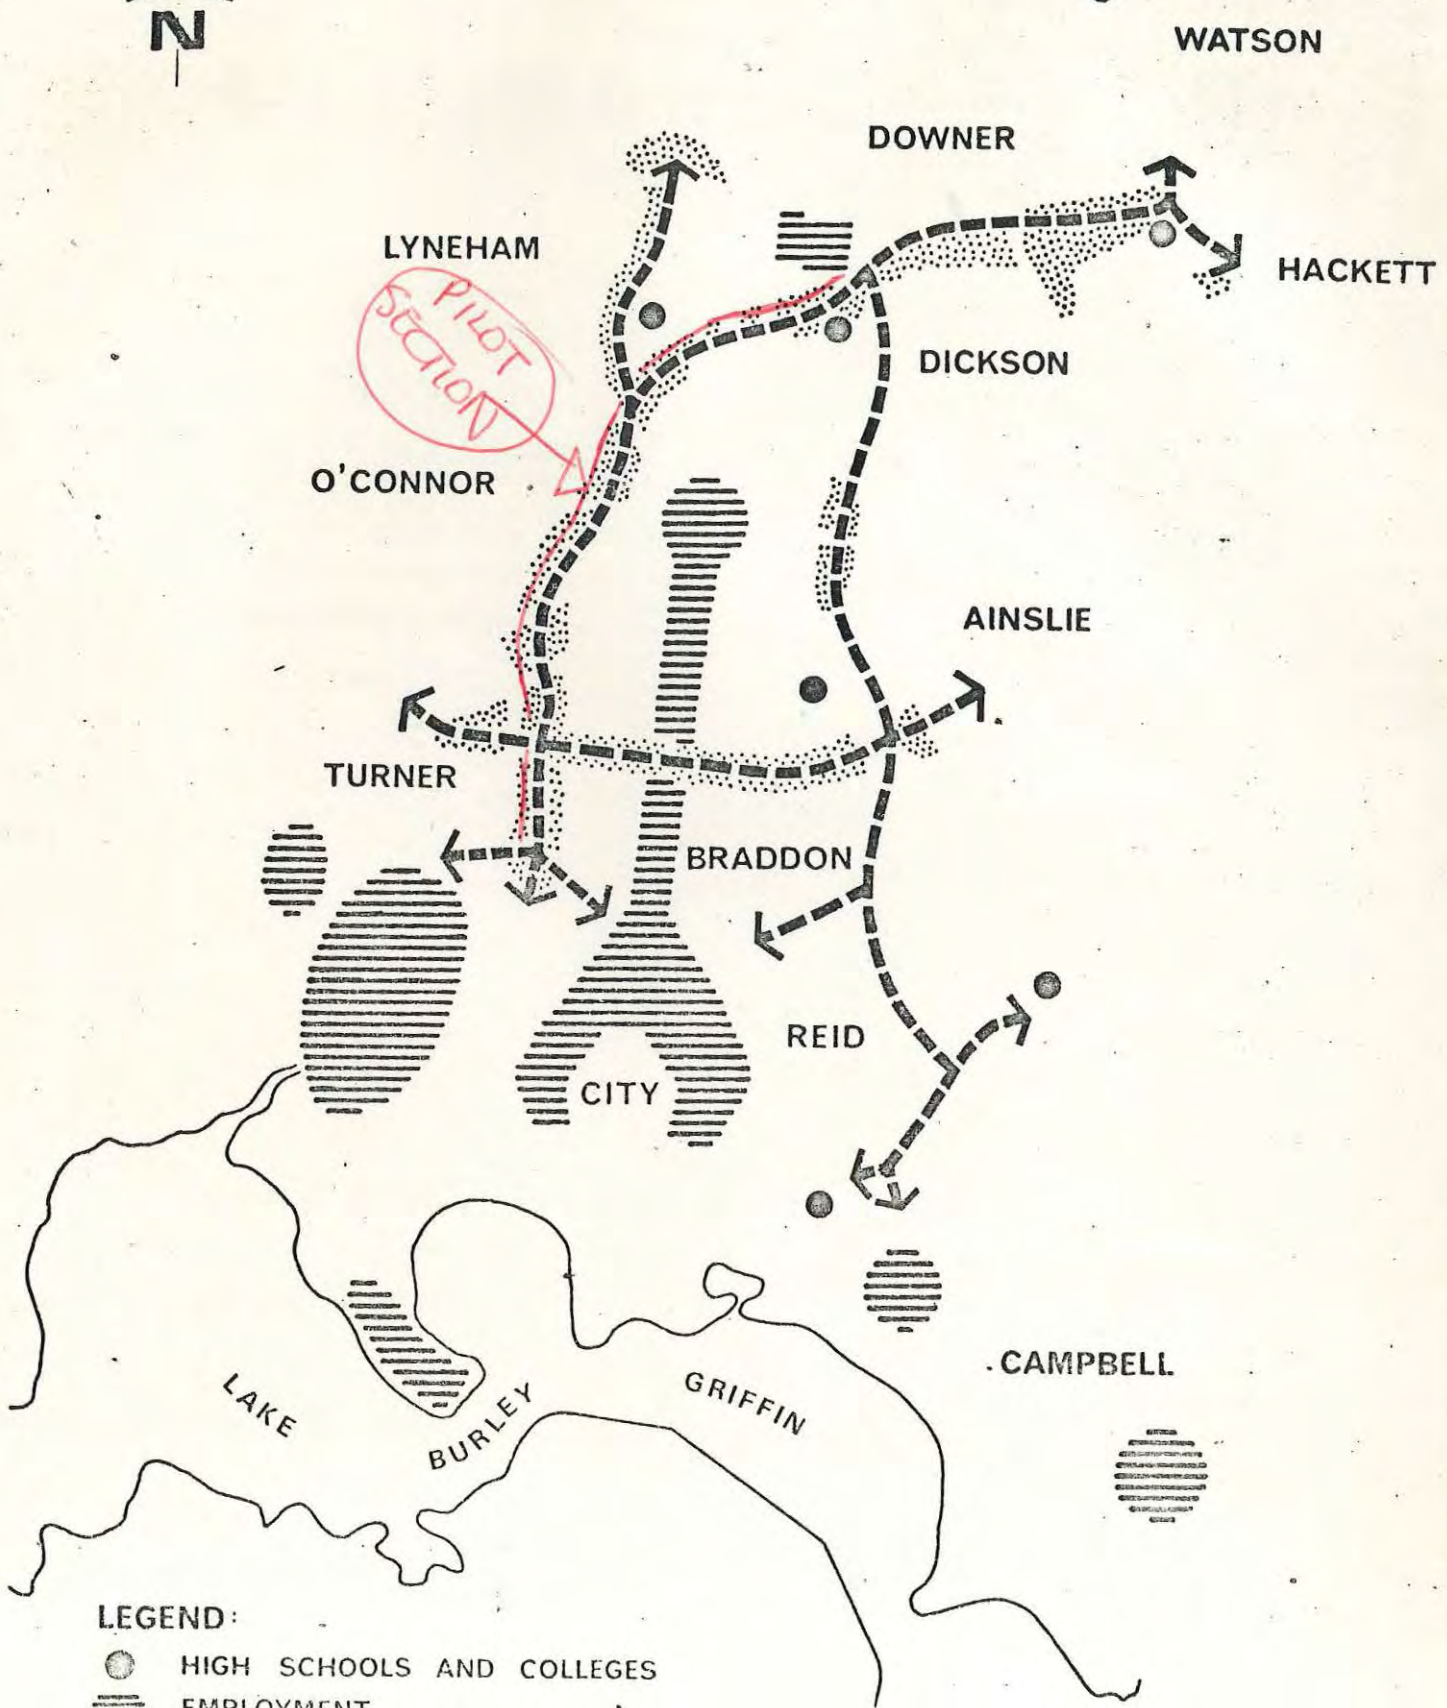 N
WATSON
DOWNER
LYNEHAM
HACKETT
PILOT
SECTION
DICKSON
O'CONNOR
AINSLIE
TURNER
BRADDON
REID
CITY
CAMPBELL
LAKE
BURLEY
GRIFFIN
LEGEND:
HIGH SCHOOLS AND COLLEGES
EMPLOYMENT